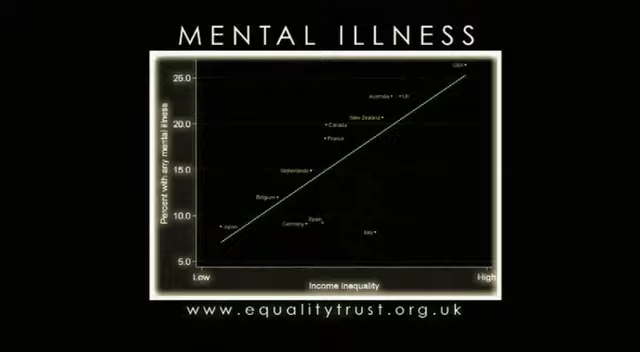 MENTAL ILLNESS
USA
25.0
Australia
UK
New Zealand
20.0
Canada
France
Percent with any mental illness
15.0
Netherlands
Belgium
10.0
Japan
Germany
Spain
Italy
5.0
Low
High
Income Inequality
www.equalitytrust.org.uk